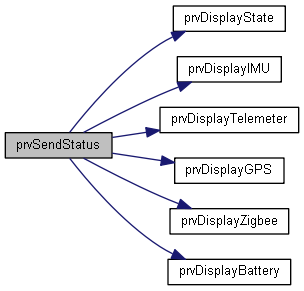 prvDisplayState
prvDisplayIMU
prvDisplayTelemeter
prvSendStatus
prvDisplayGPS
prvDisplayZigbee
prvDisplayBattery